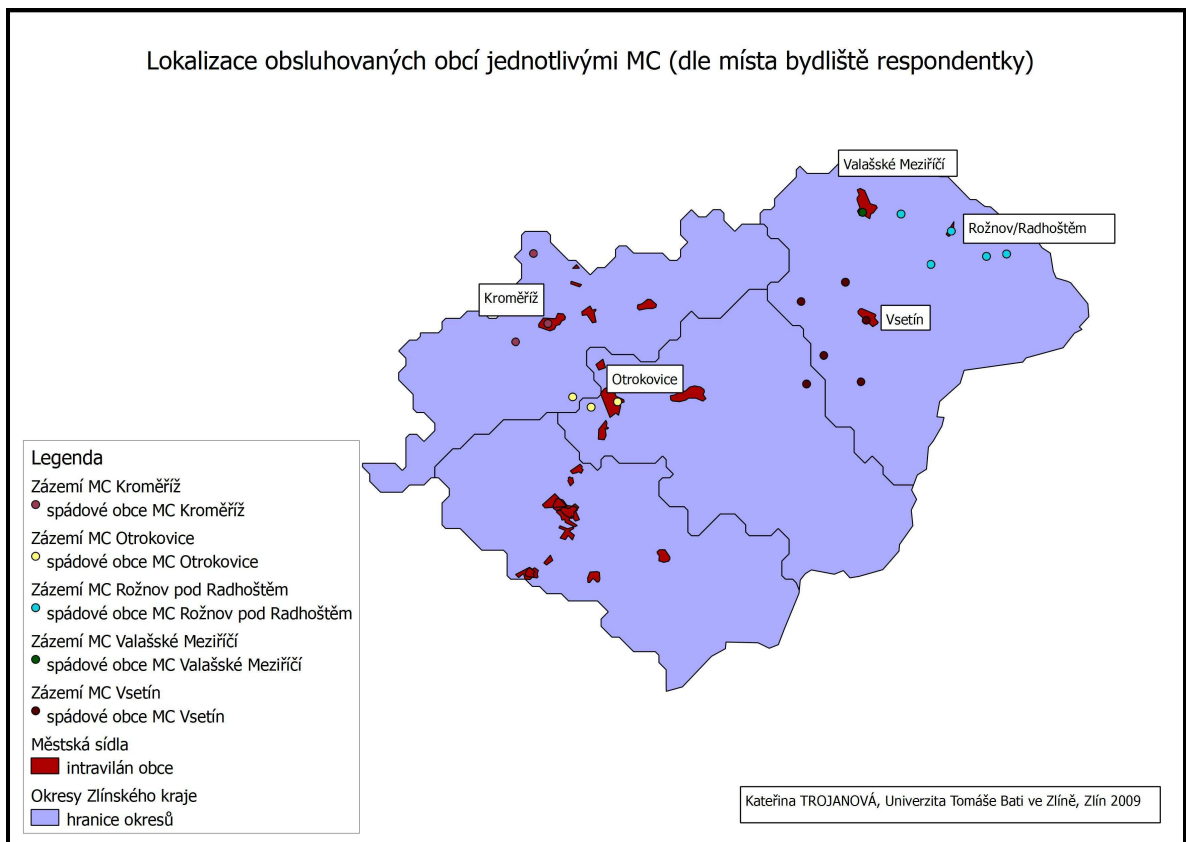 Lokalizace obsluhovaných obcí jednotlivými MC (dle místa bydliště respondentky)
Valašské Meziříčí
Rožnov/Radhoštěm
Kroměříž
Vsetín
Otrokovice
Legenda
Zázemí MC Kroměříž
spádové obce MC Kroměříž
Zázemí MC Otrokovice
spádové obce MC Otrokovice
Zázemí MC Rožnov pod Radhoštěm
spádové obce MC Rožnov pod Radhoštěm
Zázemí MC Valašské Meziříčí
spádové obce MC Valašské Meziříčí
Zázemí MC Vsetín
spádové obce MC Vsetín
Městská sídla
intravilán obce
Okresy Zlínského kraje
hranice okresů
Kateřina TROJANOVÁ, Univerzita Tomáše Bati ve Zlíně, Zlín 2009